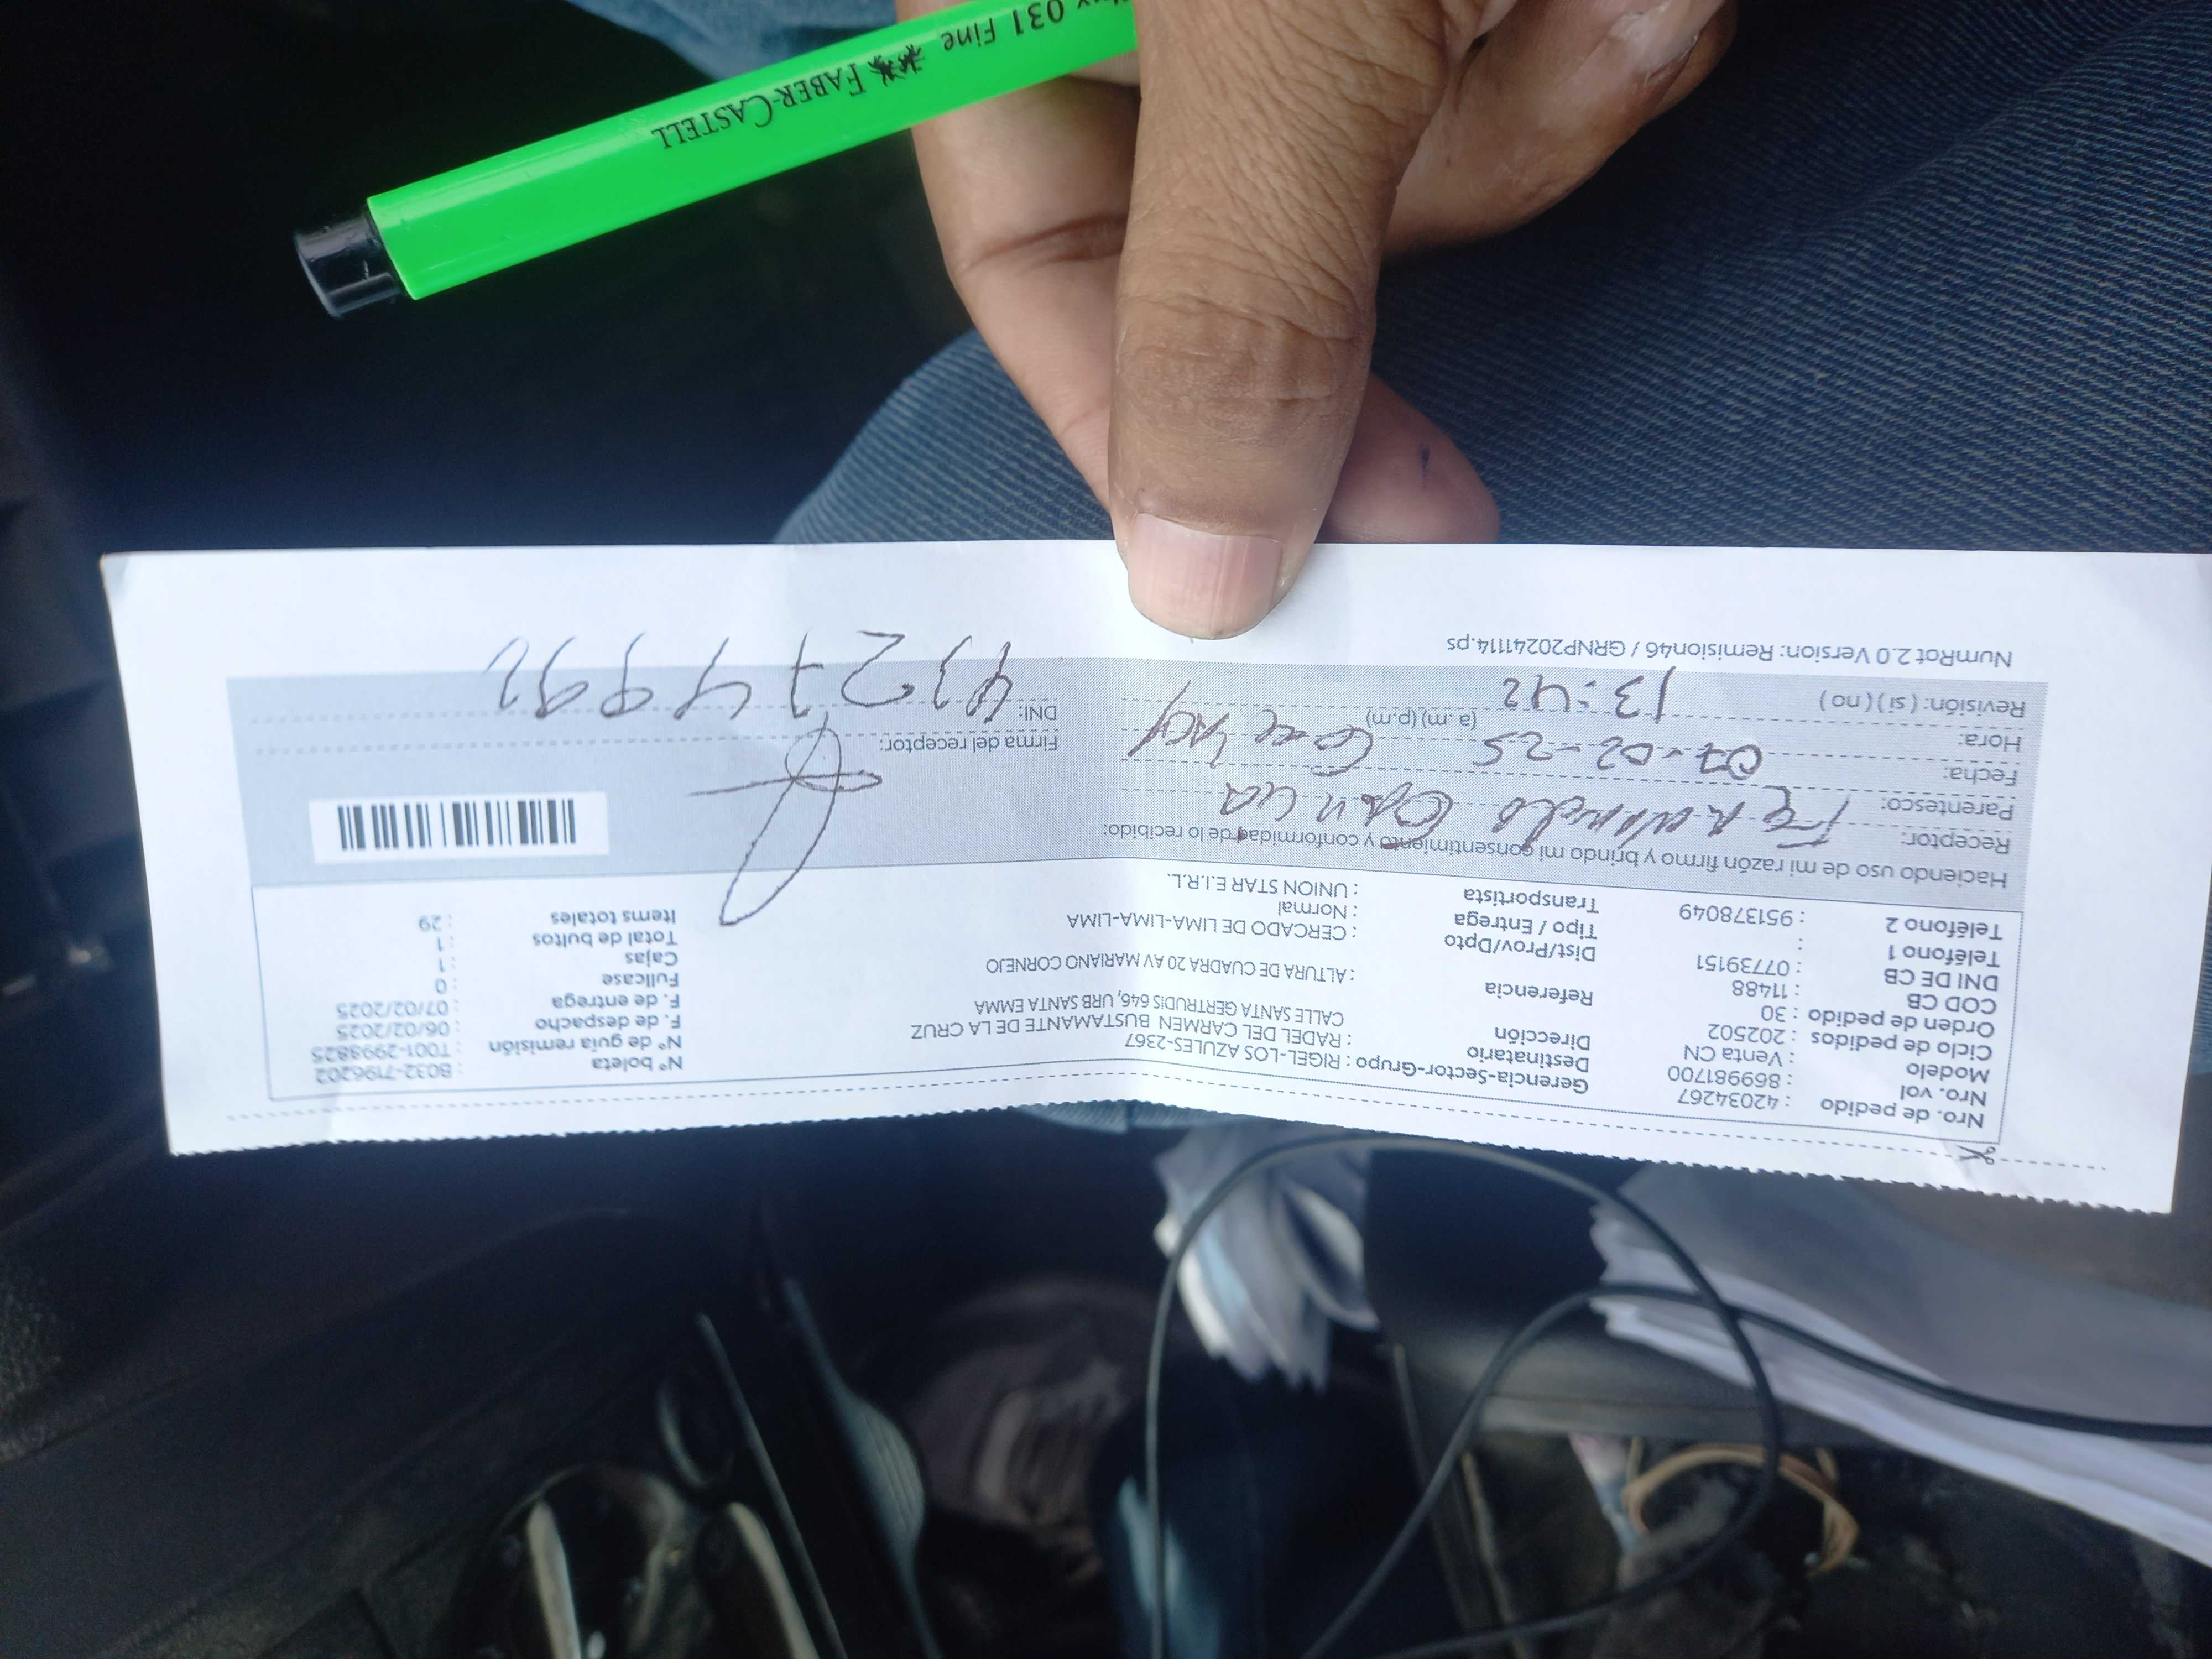 Nro. de pedido : 42034267
Nro. vol : 869981700
Modelo : Venta CN
Ciclo de pedidos : 202502
Orden de pedido : 30
COD CB : 11488
DNI DE CB : 07739151
Teléfono 1 :
Teléfono 2 : 951378049
Gerencia-Sector-Grupo : RIGEL-LOS AZULES-2367
Destinatario : RADEL DEL CARMEN BUSTAMANTE DE LA CRUZ
Dirección CALLE SANTA GERTRUDIS 646, URB SANTA EMMA
Referencia : ALTURA DE CUADRA 20 AV MARIANO CORNEJO
Dist/Prov/Dpto : CERCADO DE LIMA-LIMA-LIMA
Tipo / Entrega : Normal
Transportista : UNION STAR E.I.R.L.
N° boleta : B032-7196202
N° de guia remisión : T001-2998825
F. de despacho : 06/02/2025
F. de entrega : 07/02/2025
Fullcase : 0
Cajas : 1
Total de bultos : 1
Items totales : 29
Haciendo uso de mi razón firmo y brindo mi consentimiento y conformidad de lo recibido:
Receptor: Fernando
Parentesco:
Fecha: 07-02-25
Hora: 13:42 (a.m) (p.m)
Revisión: ( si ) ( no )
Firma del receptor:
DNI: 43274992
NumRot 2.0 Version: Remision46 / GRNP20241114.ps
FABER-CASTELL
031 Fine